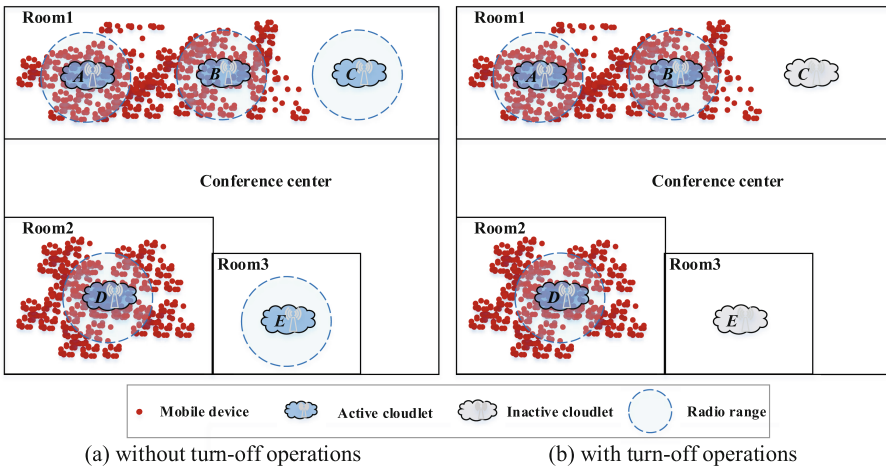 Room1
A
B
C
Conference center
Room2
D
Room3
E
Room1
A
B
C
Conference center
Room2
D
Room3
E
Mobile device
Active cloudlet
Inactive cloudlet
Radio range
(a) without turn-off operations
(b) with turn-off operations